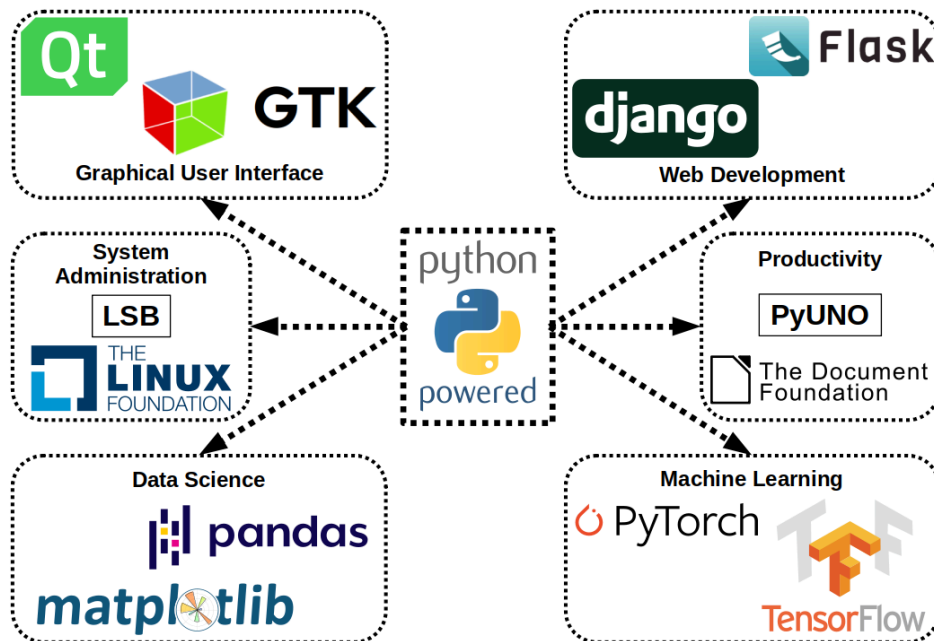 Qt
GTK
Graphical User Interface
Flask
django
Web Development
System
Administration
LSB
THE
LINUX
FOUNDATION
python
powered
Productivity
PyUNO
The Document
Foundation
Data Science
pandas
matplotlib
Machine Learning
PyTorch
TF
TensorFlow